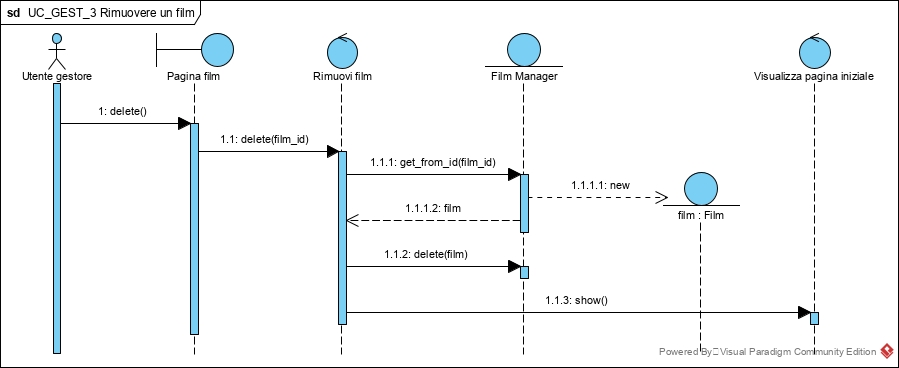 sd UC_GEST_3 Rimuovere un film
Utente gestore
Pagina film
Rimuovi film
Film Manager
Visualizza pagina iniziale
1: delete()
1.1: delete(film_id)
1.1.1: get_from_id(film_id)
1.1.1.1: new
1.1.1.2: film
film : Film
1.1.2: delete(film)
1.1.3: show()
Powered By Visual Paradigm Community Edition